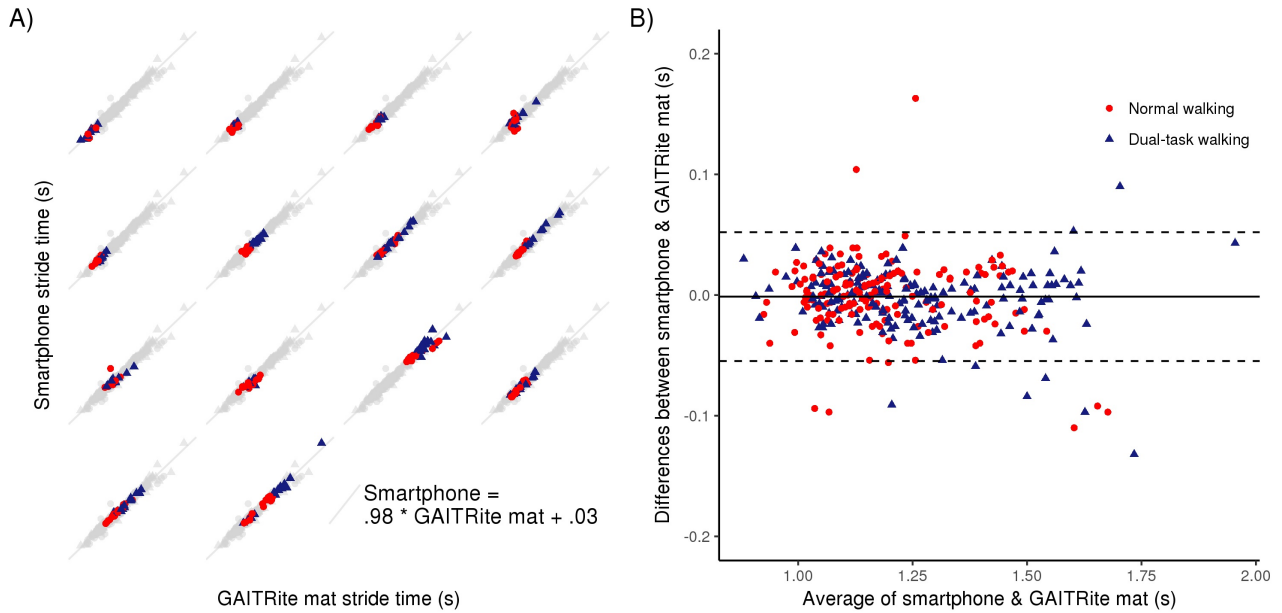 A)
Smartphone stride time (s)
Smartphone =
.98 * GAITRite mat + .03
GAITRite mat stride time (s)
B)
Differences between smartphone & GAITRite mat (s)
0.2
0.1
0.0
-0.1
-0.2
Normal walking
Dual-task walking
1.00
1.25
1.50
1.75
2.00
Average of smartphone & GAITRite mat (s)